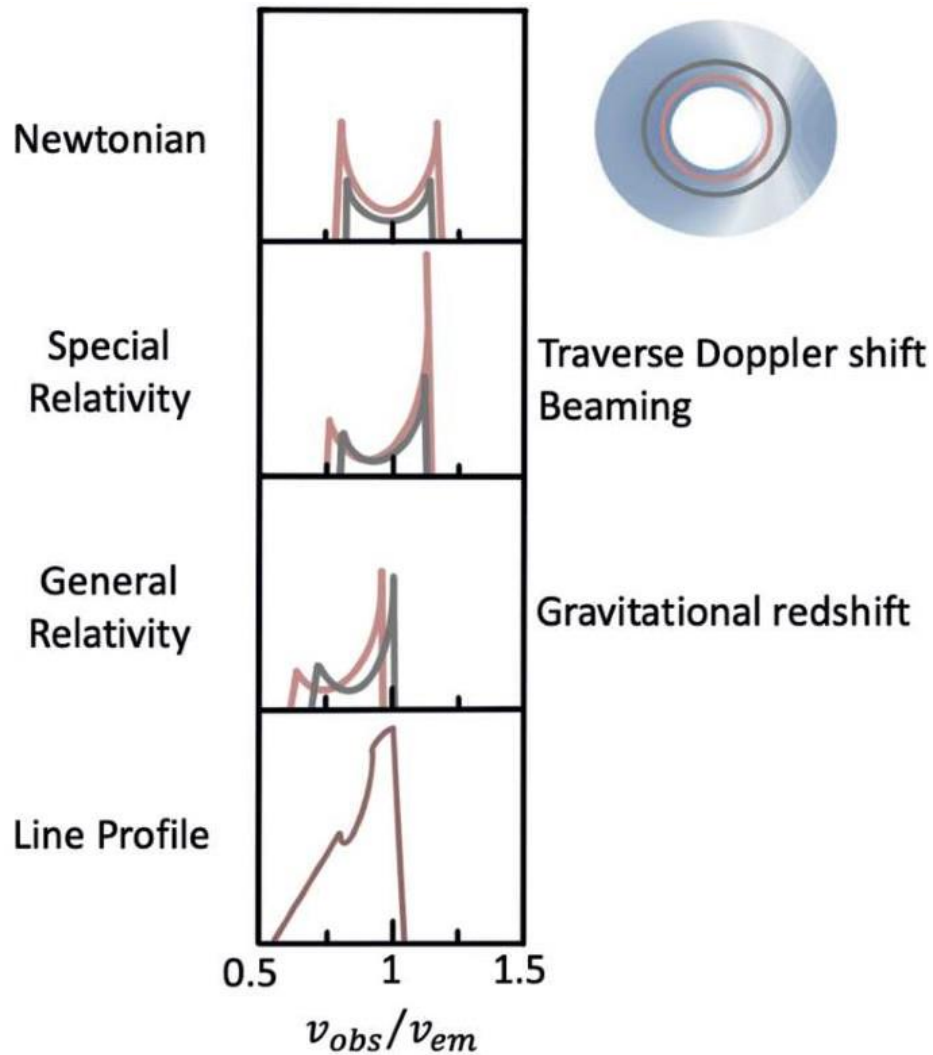 Newtonian
Special
Relativity
Traverse Doppler shift
Beaming
General
Relativity
Gravitational redshift
Line Profile
0.5 1 1.5
v_obs/v_em